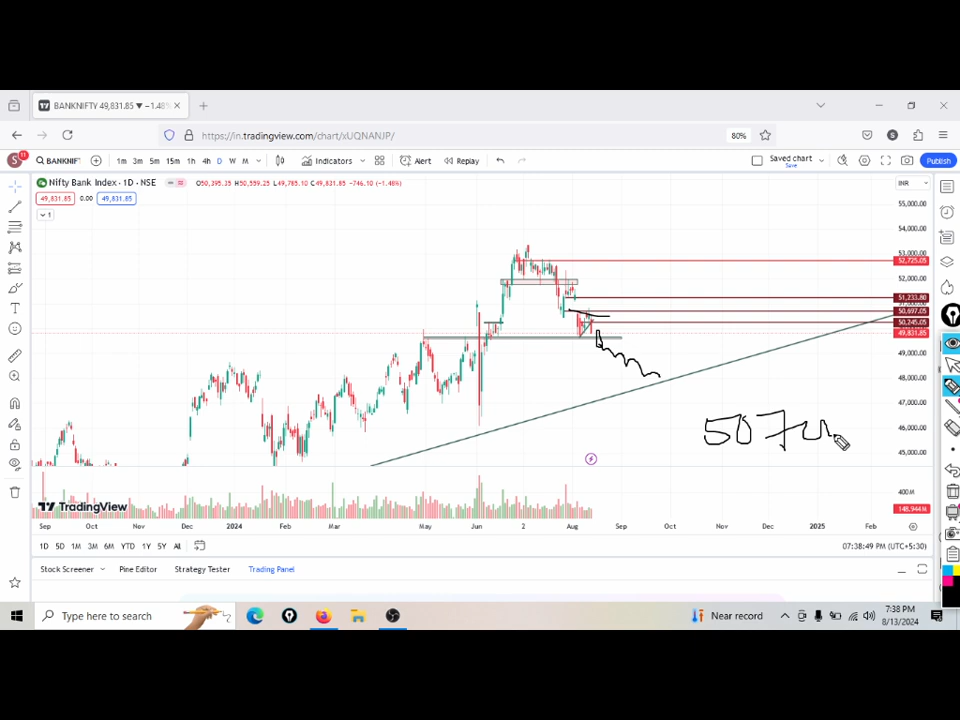 BANKNIFTY 49,831.85 ▼ −1.48%
https://in.tradingview.com/chart/xUQNANJP/
80%
11
BANKNIF
1m 3m 5m 15m 1h 4h D W M
Indicators
Alert
Replay
Saved chart
Save
Publish
Nifty Bank Index · 1D · NSE
O50,395.35 H50,559.25 L49,785.10 C49,831.85 −746.10 (−1.48%)
INR
49,831.85 0.00 49,831.85
1
55,000.00
54,000.00
52,725.05
52,000.00
51,233.80
50,697.05
50,245.05
49,831.85
49,000.00
48,000.00
47,000.00
46,000.00
45,000.00
5070
400M
TradingView
148.944M
Sep Oct Nov Dec 2024 Feb Mar May Jun 2 Aug Sep Oct Nov Dec 2025 Feb
1D 5D 1M 3M 6M YTD 1Y 5Y All
07:38:49 PM (UTC+5:30)
Stock Screener Pine Editor Strategy Tester Trading Panel
Type here to search
Near record
7:38 PM
8/13/2024